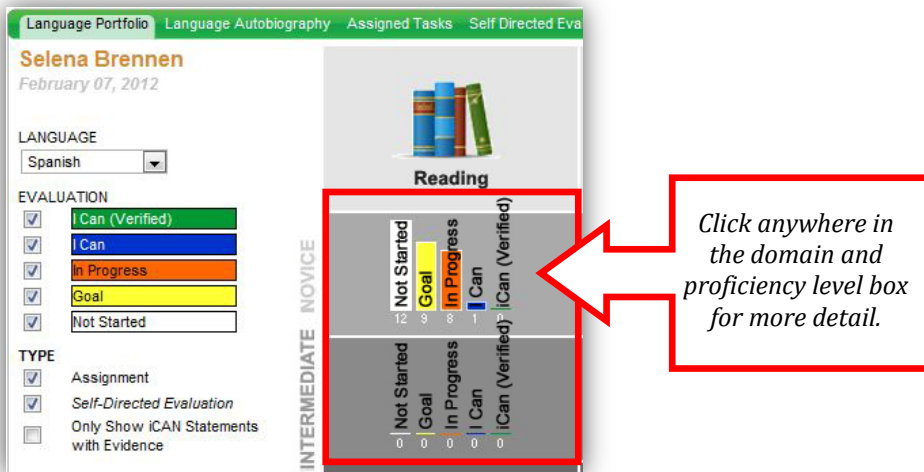 Language Portfolio Language Autobiography Assigned Tasks Self Directed Eva
Selena Brennen
February 07, 2012
LANGUAGE
Spanish
EVALUATION
I Can (Verified)
I Can
In Progress
Goal
Not Started
TYPE
Assignment
Self-Directed Evaluation
Only Show iCAN Statements
with Evidence
Reading
NOVICE
Not Started
Goal
In Progress
I Can
iCan (Verified)
12 9 8 1 0
INTERMEDIATE
Not Started
Goal
In Progress
I Can
iCan (Verified)
0 0 0 0 0
Click anywhere in
the domain and
proficiency level box
for more detail.